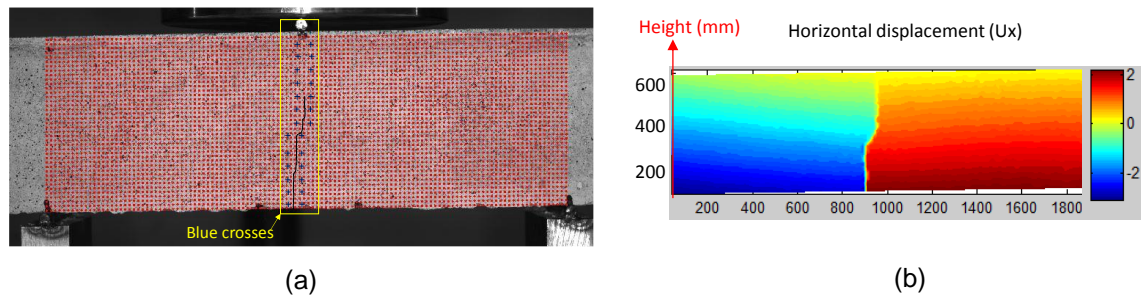 Blue crosses
(a)
Height (mm)
Horizontal displacement (Ux)
600
400
200
200 400 600 800 1000 1200 1400 1600 1800
2
0
-2
(b)